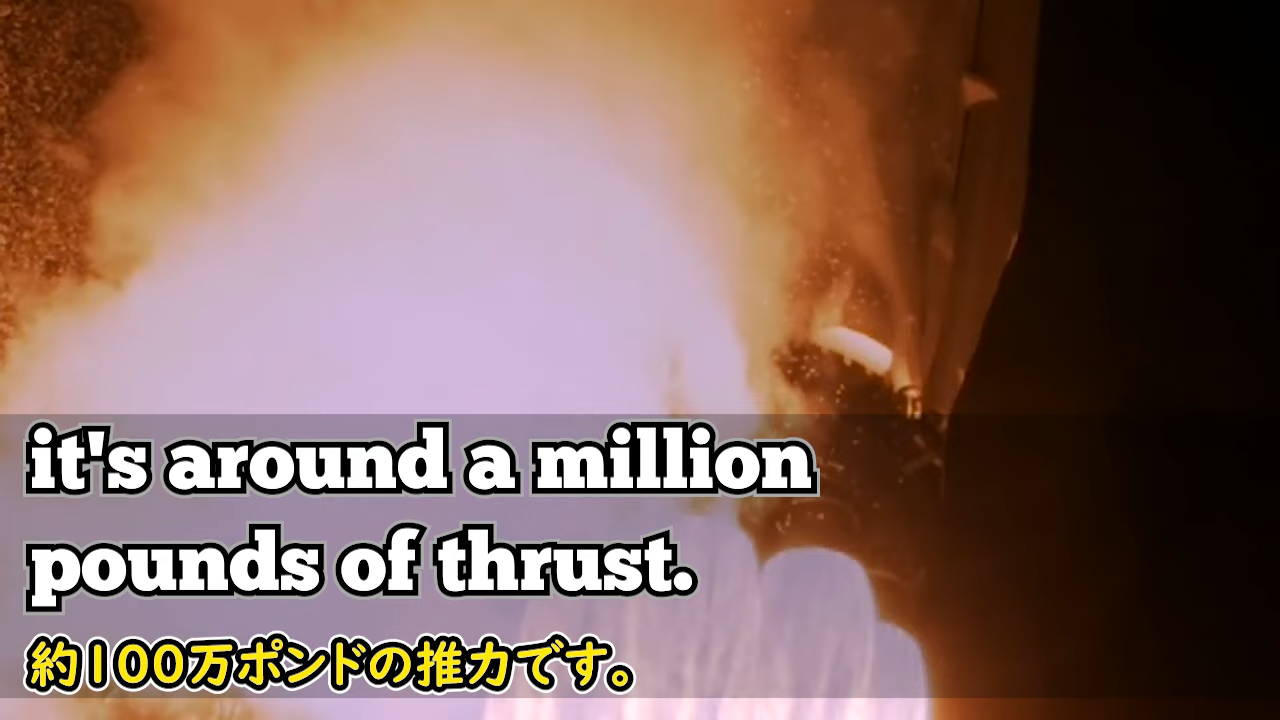 it's around a million
pounds of thrust.
約100万ポンドの推力です。